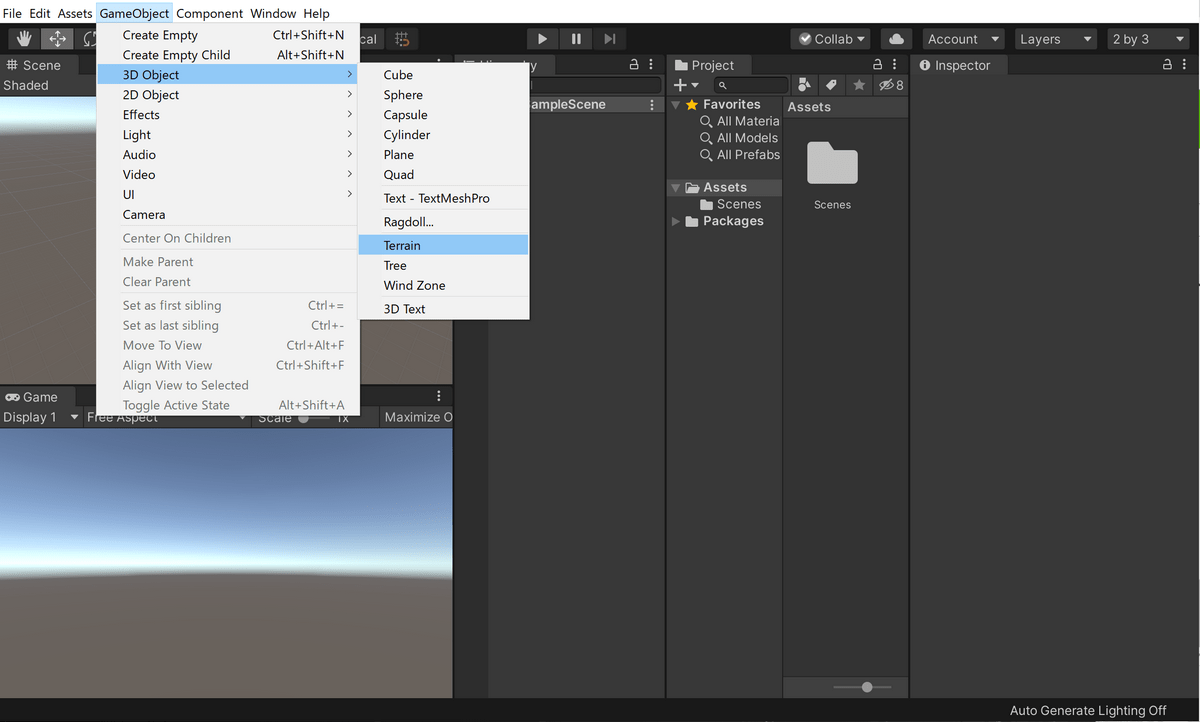 File Edit Assets GameObject Component Window Help
cal
Collab
Account
Layers
2 by 3
Scene
Shaded
Create Empty Ctrl+Shift+N
Create Empty Child Alt+Shift+N
3D Object
2D Object
Effects
Light
Audio
Video
UI
Camera
Center On Children
Make Parent
Clear Parent
Set as first sibling Ctrl+=
Set as last sibling Ctrl+-
Move To View Ctrl+Alt+F
Align With View Ctrl+Shift+F
Align View to Selected
Toggle Active State Alt+Shift+A
Cube
Sphere
Capsule
Cylinder
Plane
Quad
Text - TextMeshPro
Ragdoll...
Terrain
Tree
Wind Zone
3D Text
ampleScene
Project
8
Favorites
All Materia
All Models
All Prefabs
Assets
Scenes
Packages
Assets
Scenes
Inspector
Game
Display 1
Free Aspect
Scale 1x
Maximize O
Auto Generate Lighting Off